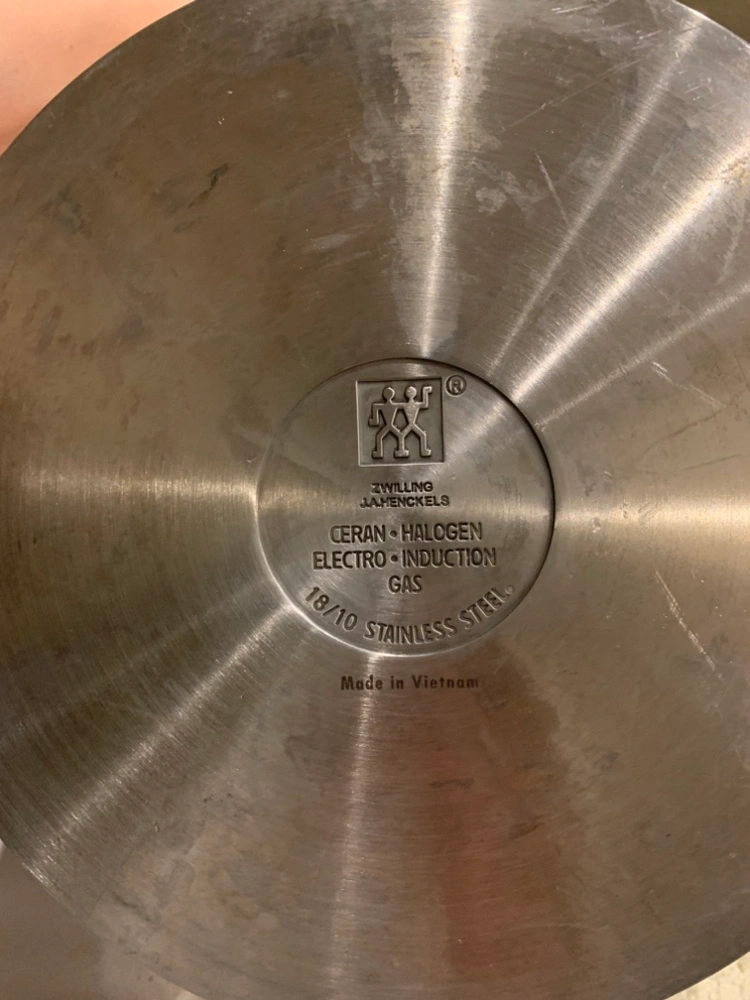 ®
ZWILLING
J.A.HENCKELS
CERAN • HALOGEN
ELECTRO • INDUCTION
GAS
18/10 STAINLESS STEEL
Made in Vietnam